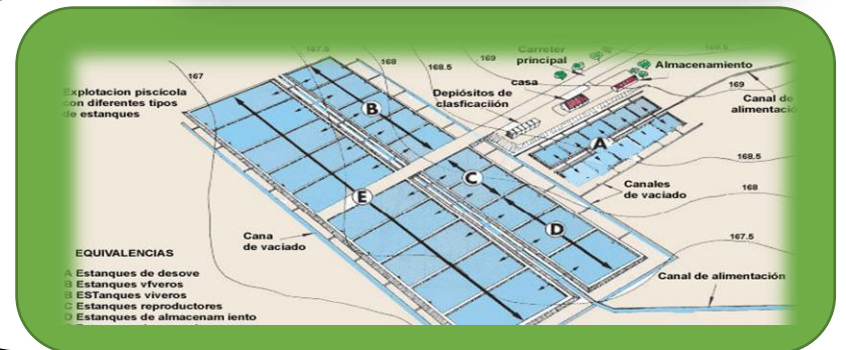 167.5
168
168.5
169
167
Carreter
principal
Almacenamiento
casa
169
Explotacion piscícola
con diferentes tipos
de estanques
Depiósitos de
clasficaciión
Canal de
alimentació
B
A
168.5
C
Canales
de vaciado
168
E
D
Cana
de vaciado
167.5
EQUIVALENCIAS
Canal de alimentación
A Estanques de desove
B Estanques vfveros
B ESTanques viveros
C Estanques reproductores
D Estanques de almacenam iento